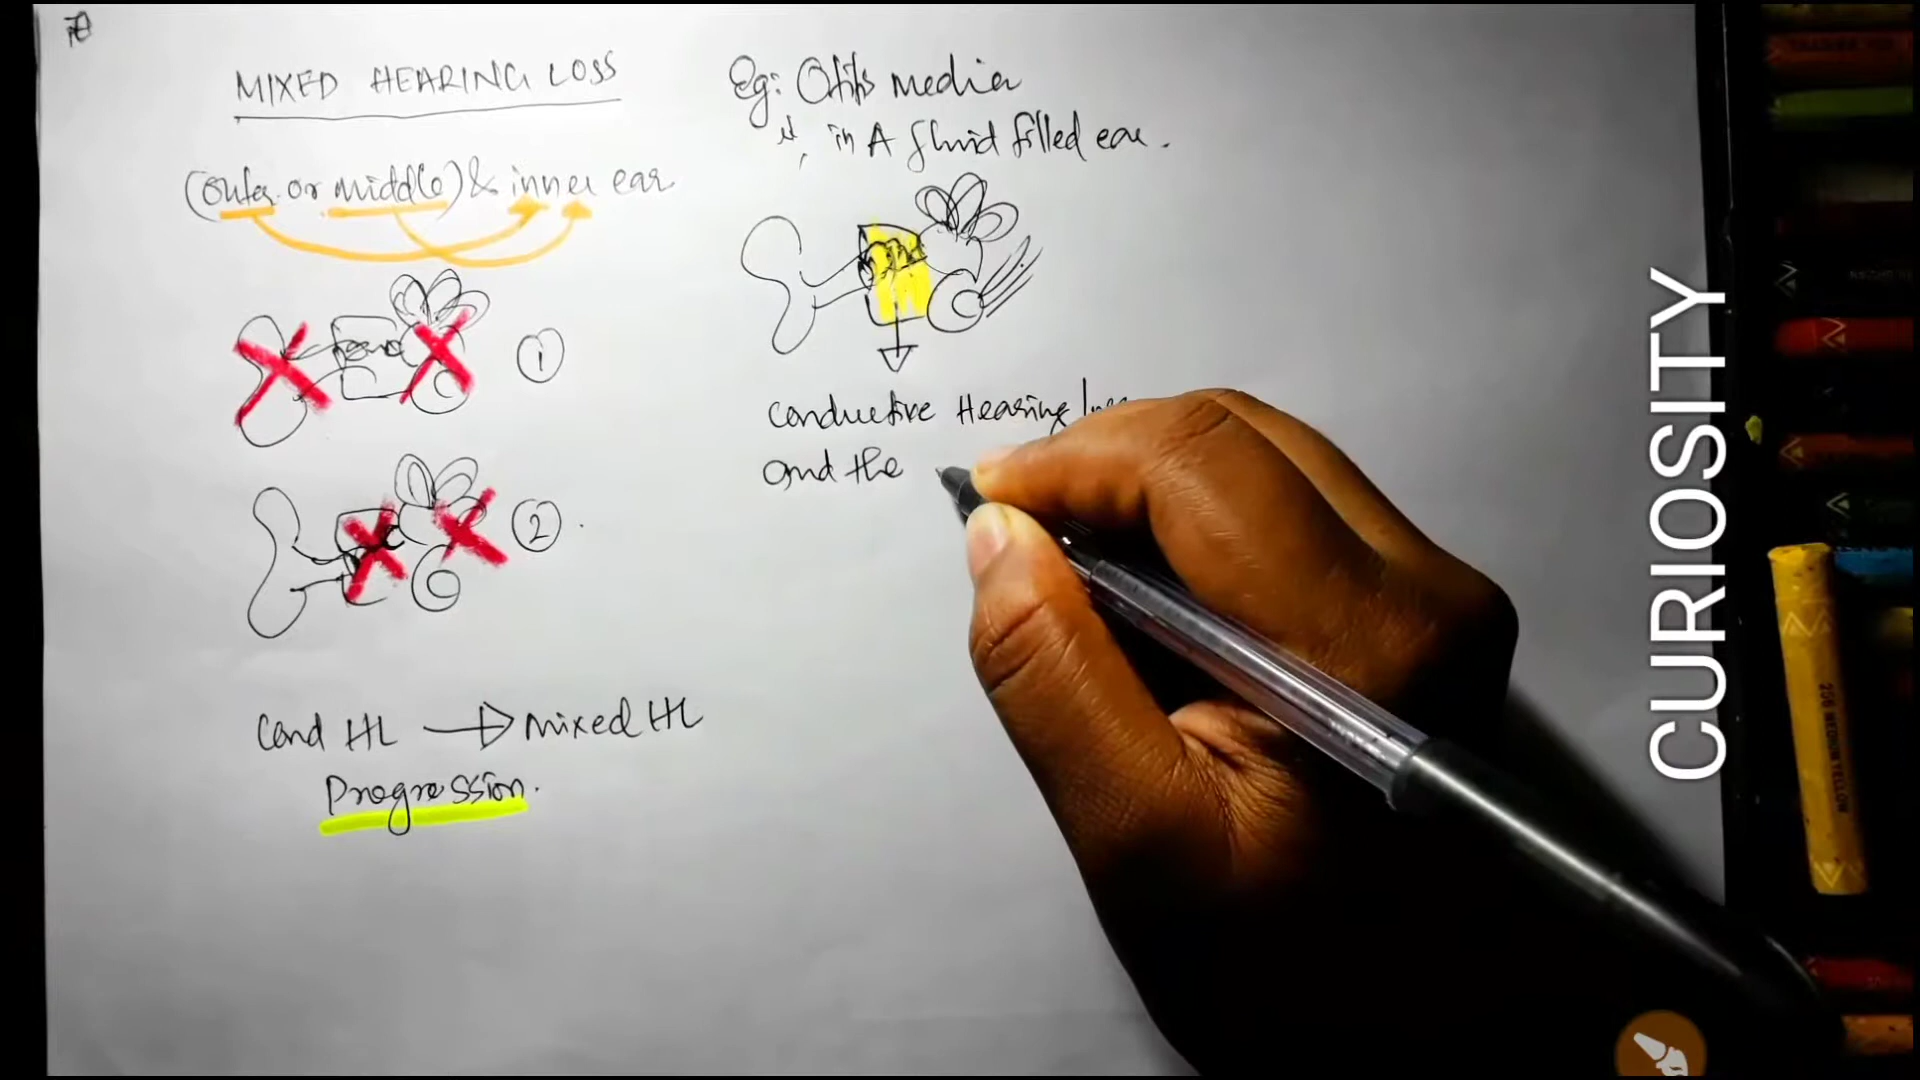 MIXED HEARING LOSS
(outer or middle) & inner ear
1
2
Cond HL → mixed HL
Progression.
Eg: Otitis media
in A fluid filled ear.
conductive Hearing
and the
CURIOSITY